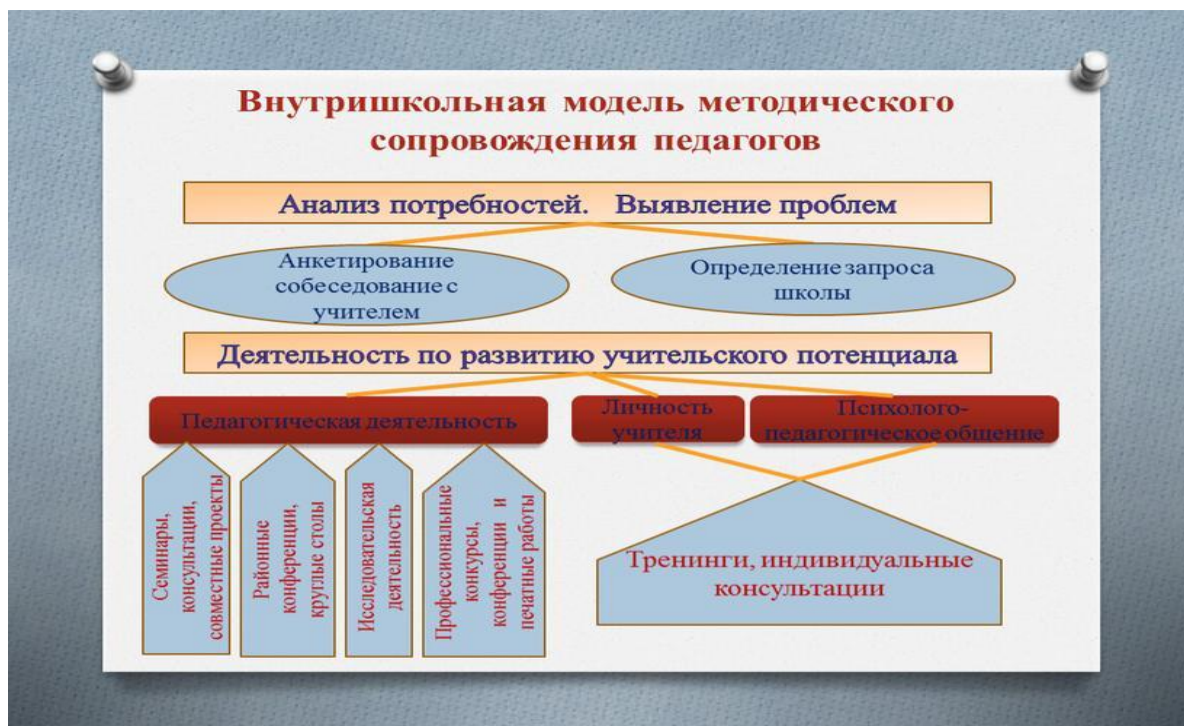 Внутришкольная модель методического
сопровождения педагогов
Анализ потребностей. Выявление проблем
Анкетирование
собеседование с
учителем
Определение запроса
школы
Деятельность по развитию учительского потенциала
Педагогическая деятельность
Личность
учителя
Психолого-
педагогическое общение
Семинары,
консультации,
совместные проекты
Районные
конференции,
круглые столы
Исследовательская
деятельность
Профессиональные
конкурсы,
конференции и
печатные работы
Тренинги, индивидуальные
консультации